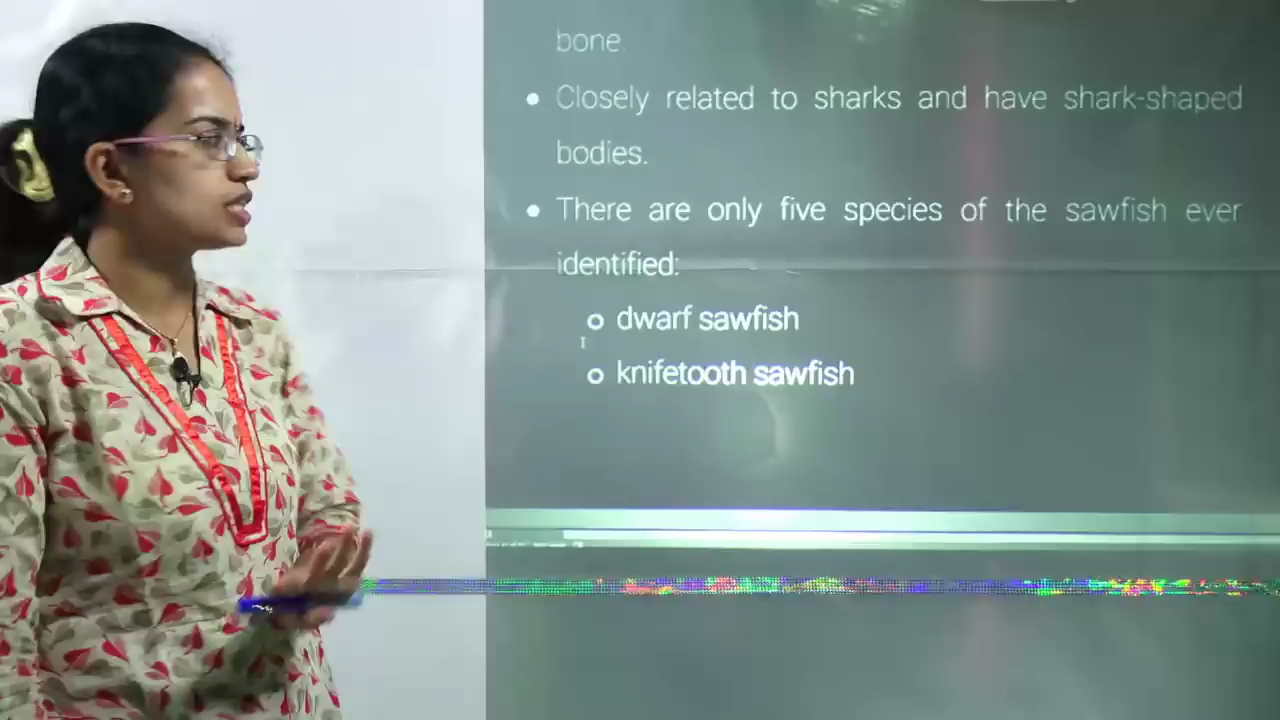 bone.
• Closely related to sharks and have shark-shaped
bodies.
• There are only five species of the sawfish ever
identified:
o dwarf sawfish
o knifetooth sawfish